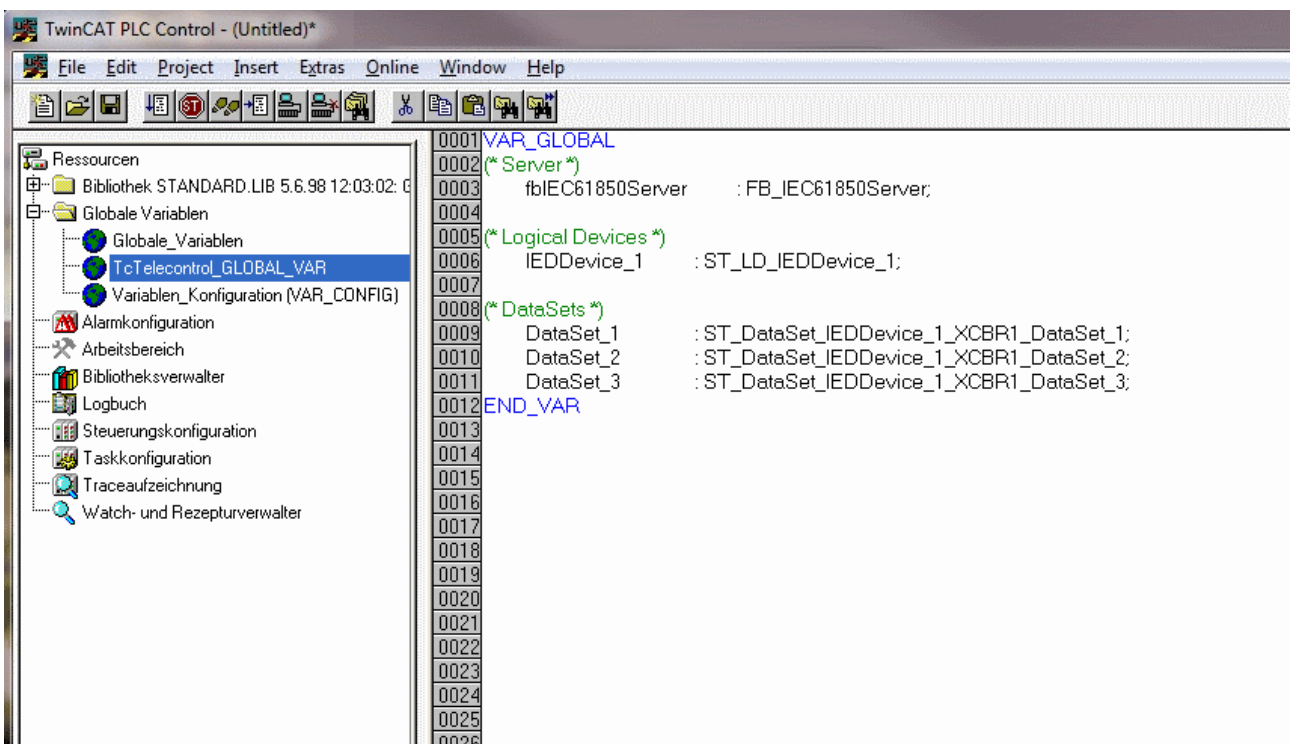 TwinCAT PLC Control - (Untitled)*
File Edit Project Insert Extras Online Window Help
Ressourcen
Bibliothek STANDARD.LIB 5.6.98 12:03:02:
Globale Variablen
Globale_Variablen
TcTelecontrol_GLOBAL_VAR
Variablen_Konfiguration (VAR_CONFIG)
Alarmkonfiguration
Arbeitsbereich
Bibliotheksverwalter
Logbuch
Steuerungskonfiguration
Taskkonfiguration
Traceaufzeichnung
Watch- und Rezepturverwalter
0001 VAR_GLOBAL
0002 (* Server *)
0003 fbIEC61850Server : FB_IEC61850Server;
0004
0005 (* Logical Devices *)
0006 IEDDevice_1 : ST_LD_IEDDevice_1;
0007
0008 (* DataSets *)
0009 DataSet_1 : ST_DataSet_IEDDevice_1_XCBR1_DataSet_1;
0010 DataSet_2 : ST_DataSet_IEDDevice_1_XCBR1_DataSet_2;
0011 DataSet_3 : ST_DataSet_IEDDevice_1_XCBR1_DataSet_3;
0012 END_VAR
0013
0014
0015
0016
0017
0018
0019
0020
0021
0022
0023
0024
0025
0026